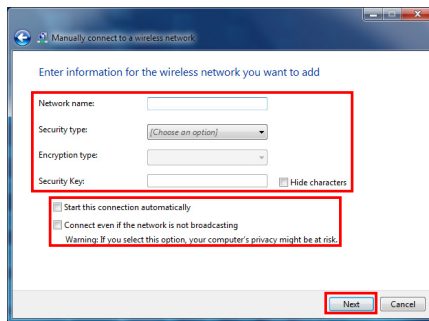 Manually connect to a wireless network
Enter information for the wireless network you want to add
Network name:
Security type:
[Choose an option]
Encryption type:
Security Key:
Hide characters
Start this connection automatically
Connect even if the network is not broadcasting
Warning: If you select this option, your computer's privacy might be at risk.
Next
Cancel